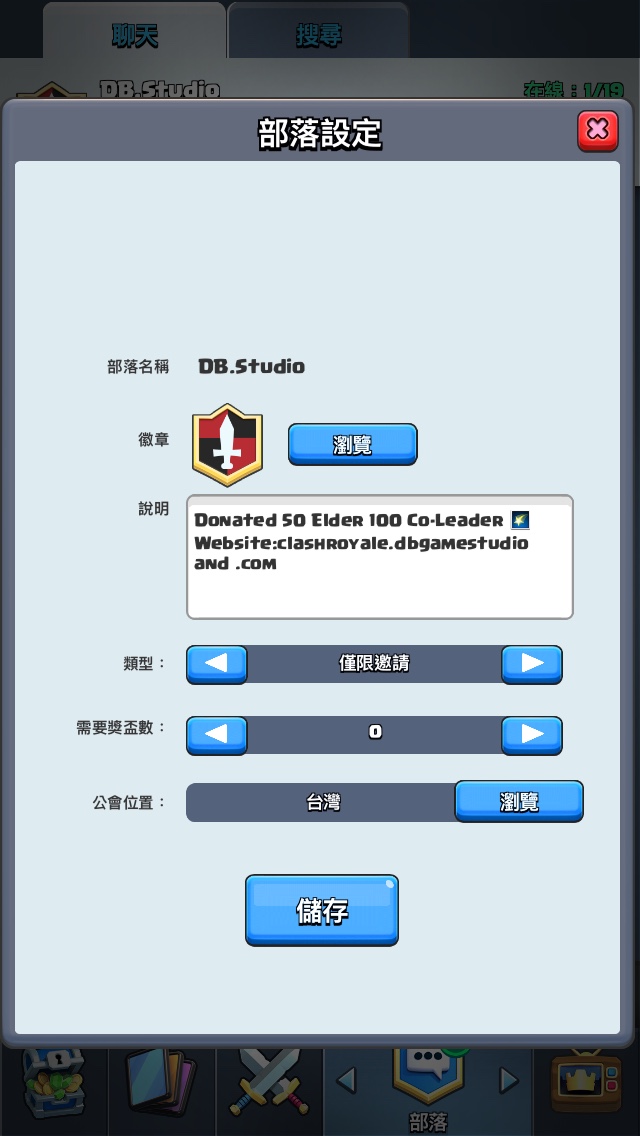 聊天
搜尋
DB.Studio
在線：1/19
部落設定
部落名稱
DB.Studio
徽章
瀏覽
說明
Donated 50 Elder 100 Co-Leader
Website:clashroyale.dbgamestudio
and .com
類型：
僅限邀請
需要獎盃數：
0
公會位置：
台灣
瀏覽
儲存
部落